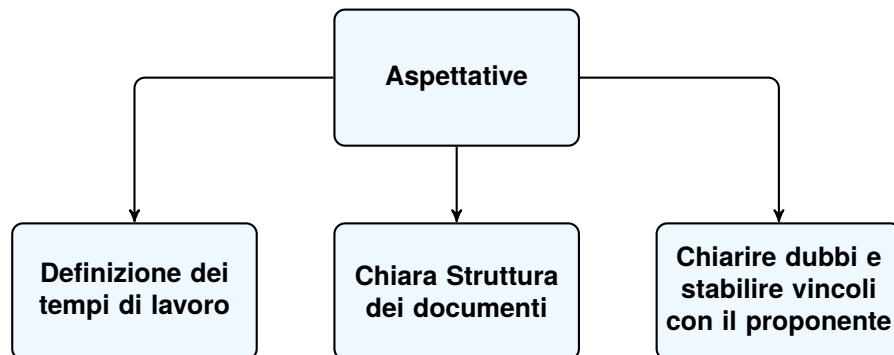 Aspettative
Definizione dei
tempi di lavoro
Chiara Struttura
dei documenti
Chiarire dubbi e
stabilire vincoli
con il proponente